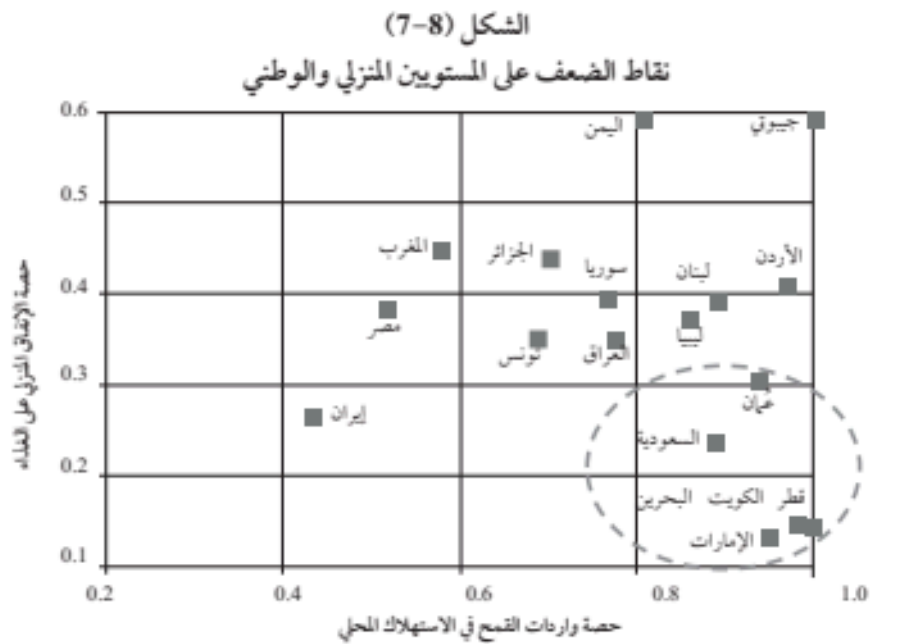 الشكل (8-7)
نقاط الضعف على المستويين المنزلي والوطني
0.6
اليمن
جيبوتي
0.5
المغرب
الجزائر
سوريا
لبنان
الأردن
0.4
مصر
تونس
العراق
ليبيا
0.3
عمان
إيران
السعودية
0.2
قطر الكويت البحرين
الإمارات
0.1
0.2 0.4 0.6 0.8 1.0
حصة الإنفاق المنزلي على الغذاء
حصة واردات القمح في الاستهلاك المحلي